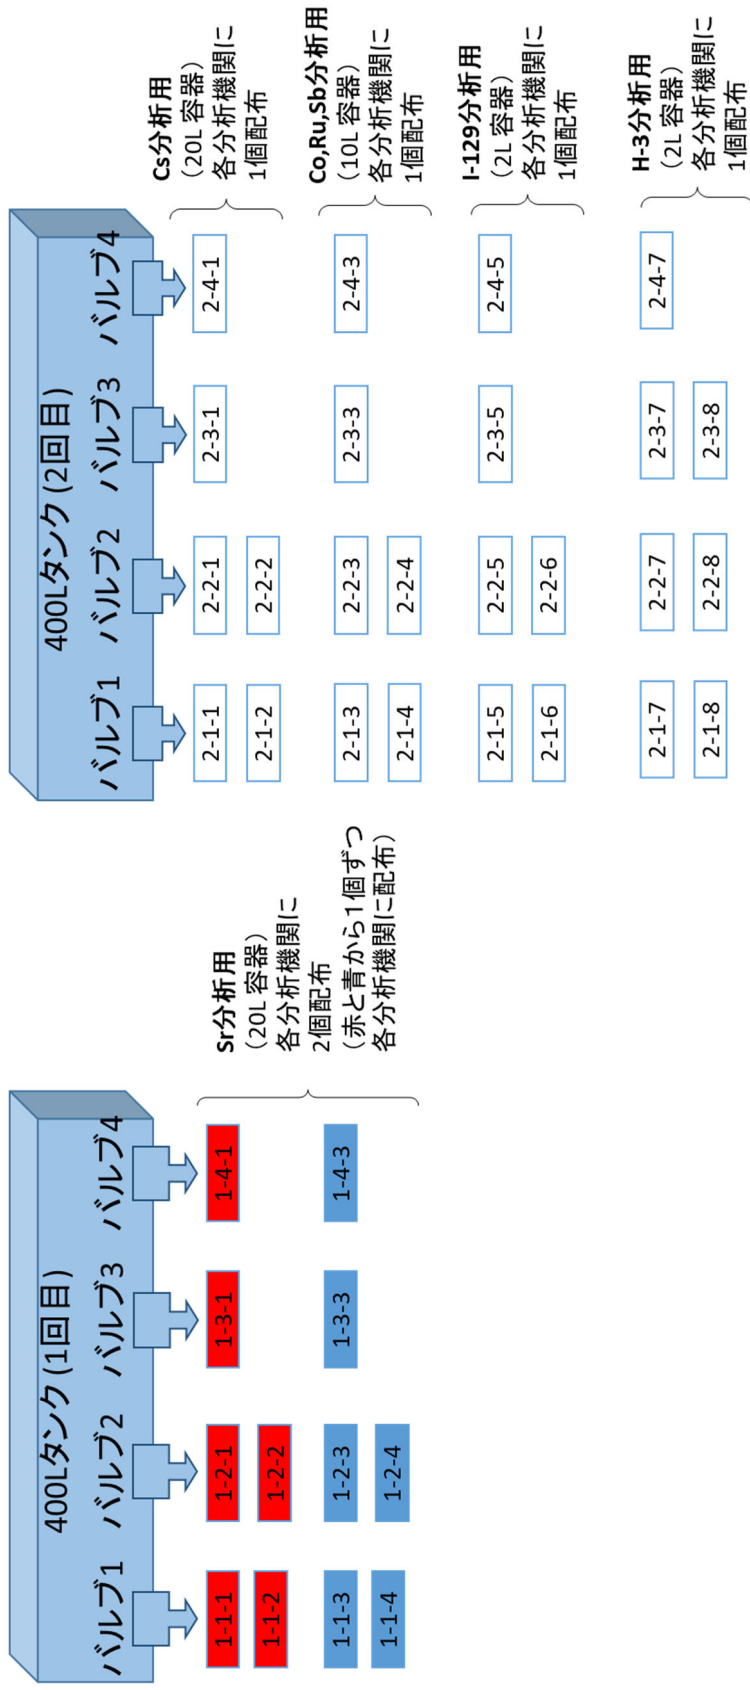 400Lタンク (1回目)
バルブ1 バルブ2 バルブ3 バルブ4
1-1-1 1-2-1 1-3-1 1-4-1
1-1-2 1-2-2
1-1-3 1-2-3 1-3-3 1-4-3
1-1-4 1-2-4
Sr分析用
（20L 容器）
各分析機関に
2個配布
（赤と青から１個ずつ
各分析機関に配布）
400Lタンク (2回目)
バルブ1 バルブ2 バルブ3 バルブ4
2-1-1 2-2-1 2-3-1 2-4-1
2-1-2 2-2-2
Cs分析用
（20L 容器）
各分析機関に
1個配布
2-1-3 2-2-3 2-3-3 2-4-3
2-1-4 2-2-4
Co,Ru,Sb分析用
（10L 容器）
各分析機関に
1個配布
2-1-5 2-2-5 2-3-5 2-4-5
2-1-6 2-2-6
I-129分析用
（2L 容器）
各分析機関に
1個配布
2-1-7 2-2-7 2-3-7 2-4-7
2-1-8 2-2-8 2-3-8
H-3分析用
（2L 容器）
各分析機関に
1個配布